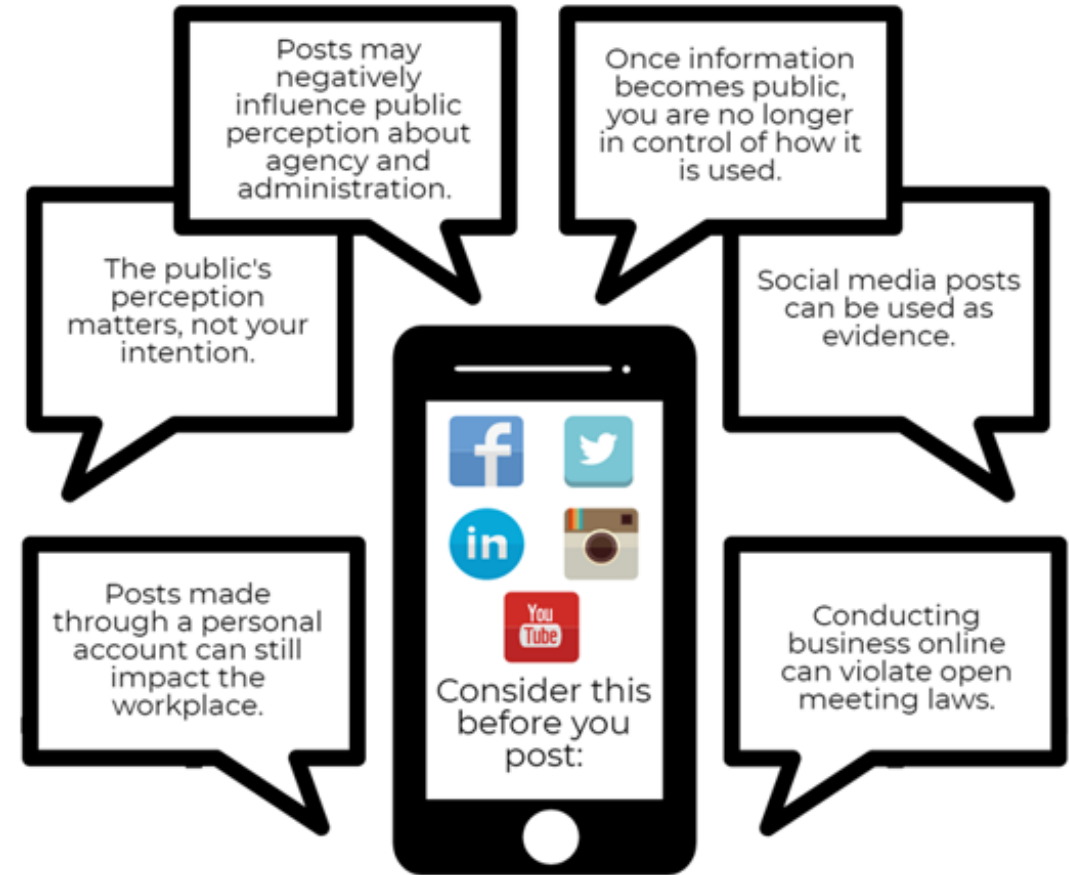 Posts may
negatively
influence public
perception about
agency and
administration.
Once information
becomes public,
you are no longer
in control of how it
is used.
The public's
perception
matters, not your
intention.
Social media posts
can be used as
evidence.
Posts made
through a personal
account can still
impact the
workplace.
Conducting
business online
can violate open
meeting laws.
f
in
You
Tube
Consider this
before you
post: